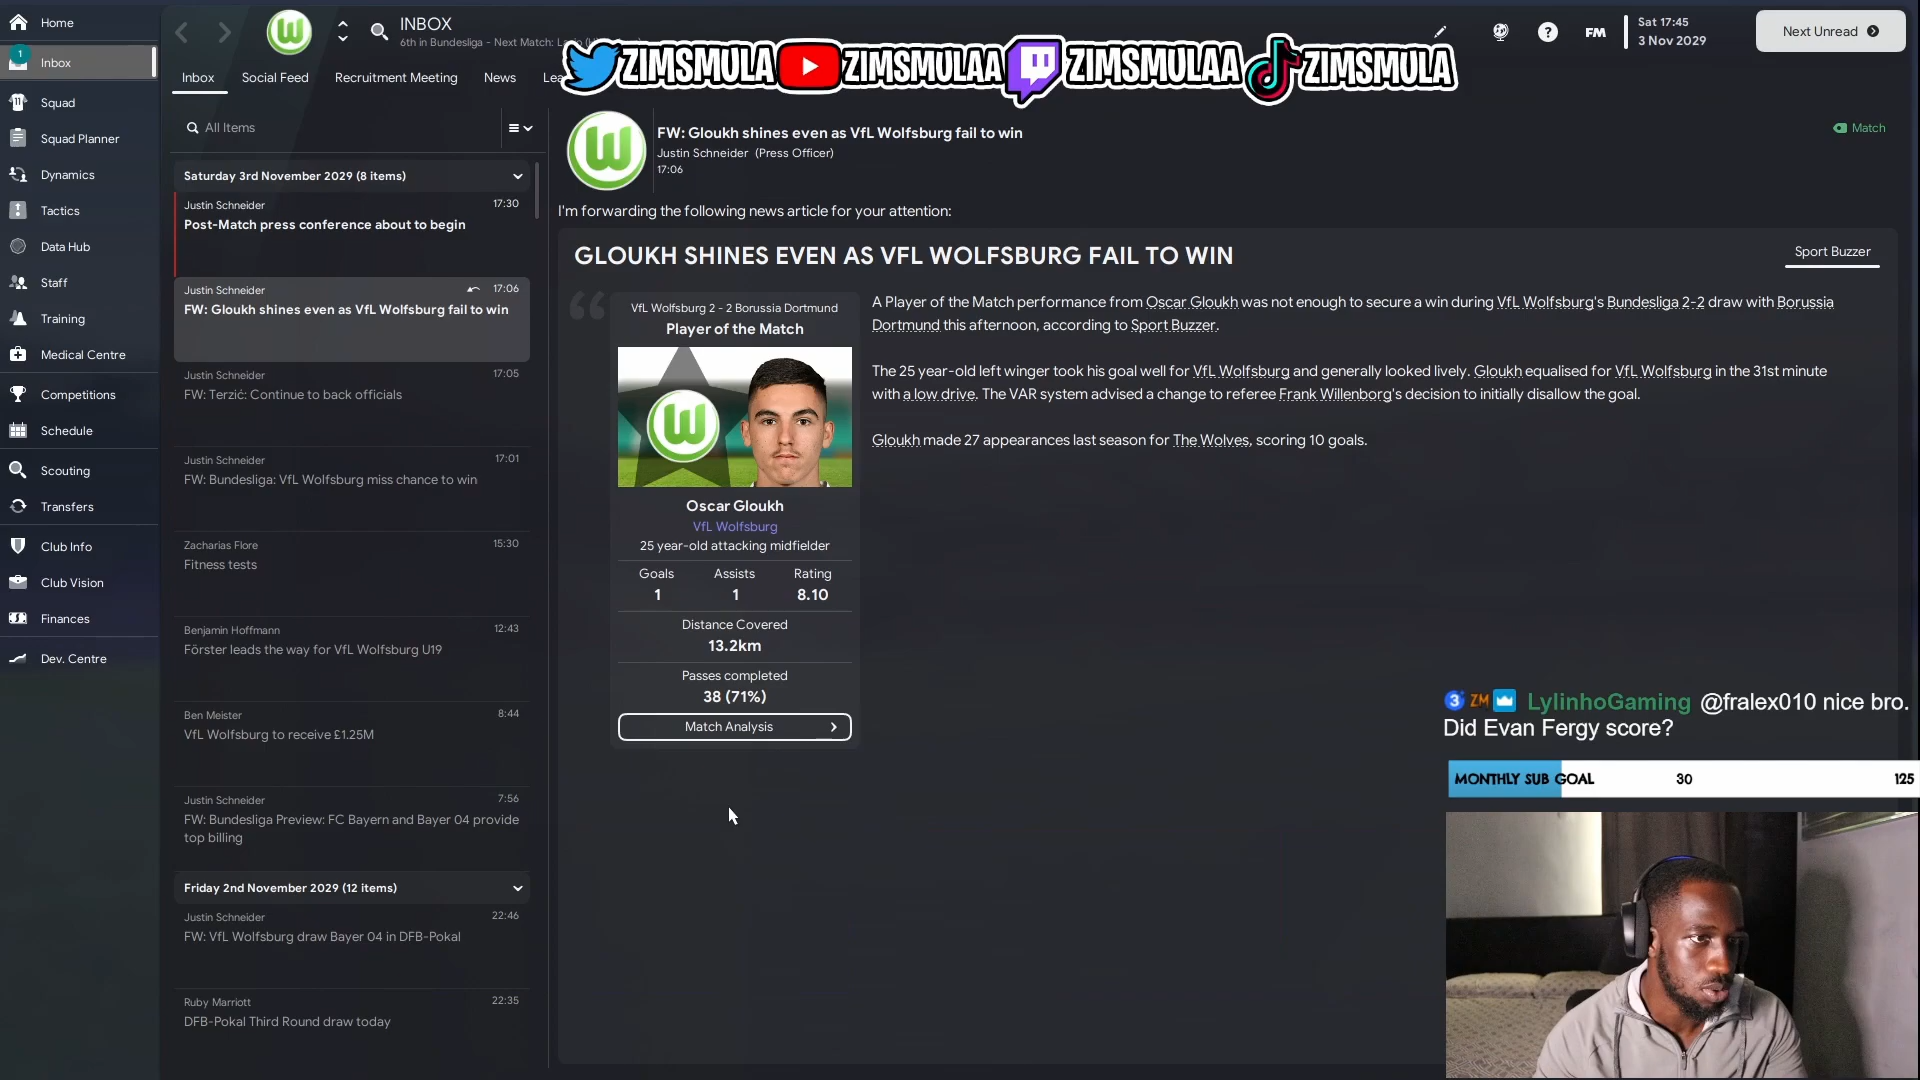 Home
1
Inbox
Squad
Squad Planner
Dynamics
Tactics
Data Hub
Staff
Training
Medical Centre
Competitions
Schedule
Scouting
Transfers
Club Info
Club Vision
Finances
Dev. Centre
INBOX
6th in Bundesliga - Next Match:
FM
Sat 17:45
3 Nov 2029
Next Unread
Inbox
Social Feed
Recruitment Meeting
News
ZIMSMULA
ZIMSMULAA
ZIMSMULAA
ZIMSMULA
All Items
Saturday 3rd November 2029 (8 items)
Justin Schneider 17:30
Post-Match press conference about to begin
Justin Schneider 17:06
FW: Gloukh shines even as VfL Wolfsburg fail to win
Justin Schneider 17:05
FW: Terzić: Continue to back officials
Justin Schneider 17:01
FW: Bundesliga: VfL Wolfsburg miss chance to win
Zacharias Flore 15:30
Fitness tests
Benjamin Hoffmann 12:43
Förster leads the way for VfL Wolfsburg U19
Ben Meister 8:44
VfL Wolfsburg to receive £1.25M
Justin Schneider 7:56
FW: Bundesliga Preview: FC Bayern and Bayer 04 provide
top billing
Friday 2nd November 2029 (12 items)
Justin Schneider 22:46
FW: VfL Wolfsburg draw Bayer 04 in DFB-Pokal
Ruby Marriott 22:35
DFB-Pokal Third Round draw today
FW: Gloukh shines even as VfL Wolfsburg fail to win
Justin Schneider (Press Officer)
17:06
Match
I'm forwarding the following news article for your attention:
GLOUKH SHINES EVEN AS VFL WOLFSBURG FAIL TO WIN
Sport Buzzer
VfL Wolfsburg 2 - 2 Borussia Dortmund
Player of the Match
Oscar Gloukh
VfL Wolfsburg
25 year-old attacking midfielder
Goals Assists Rating
1 1 8.10
Distance Covered
13.2km
Passes completed
38 (71%)
Match Analysis
A Player of the Match performance from Oscar Gloukh was not enough to secure a win during VfL Wolfsburg's Bundesliga 2-2 draw with Borussia
Dortmund this afternoon, according to Sport Buzzer.
The 25 year-old left winger took his goal well for VfL Wolfsburg and generally looked lively. Gloukh equalised for VfL Wolfsburg in the 31st minute
with a low drive. The VAR system advised a change to referee Frank Willenborg's decision to initially disallow the goal.
Gloukh made 27 appearances last season for The Wolves, scoring 10 goals.
3 ZM LylinhoGaming @fralex010 nice bro.
Did Evan Fergy score?
MONTHLY SUB GOAL 30 125